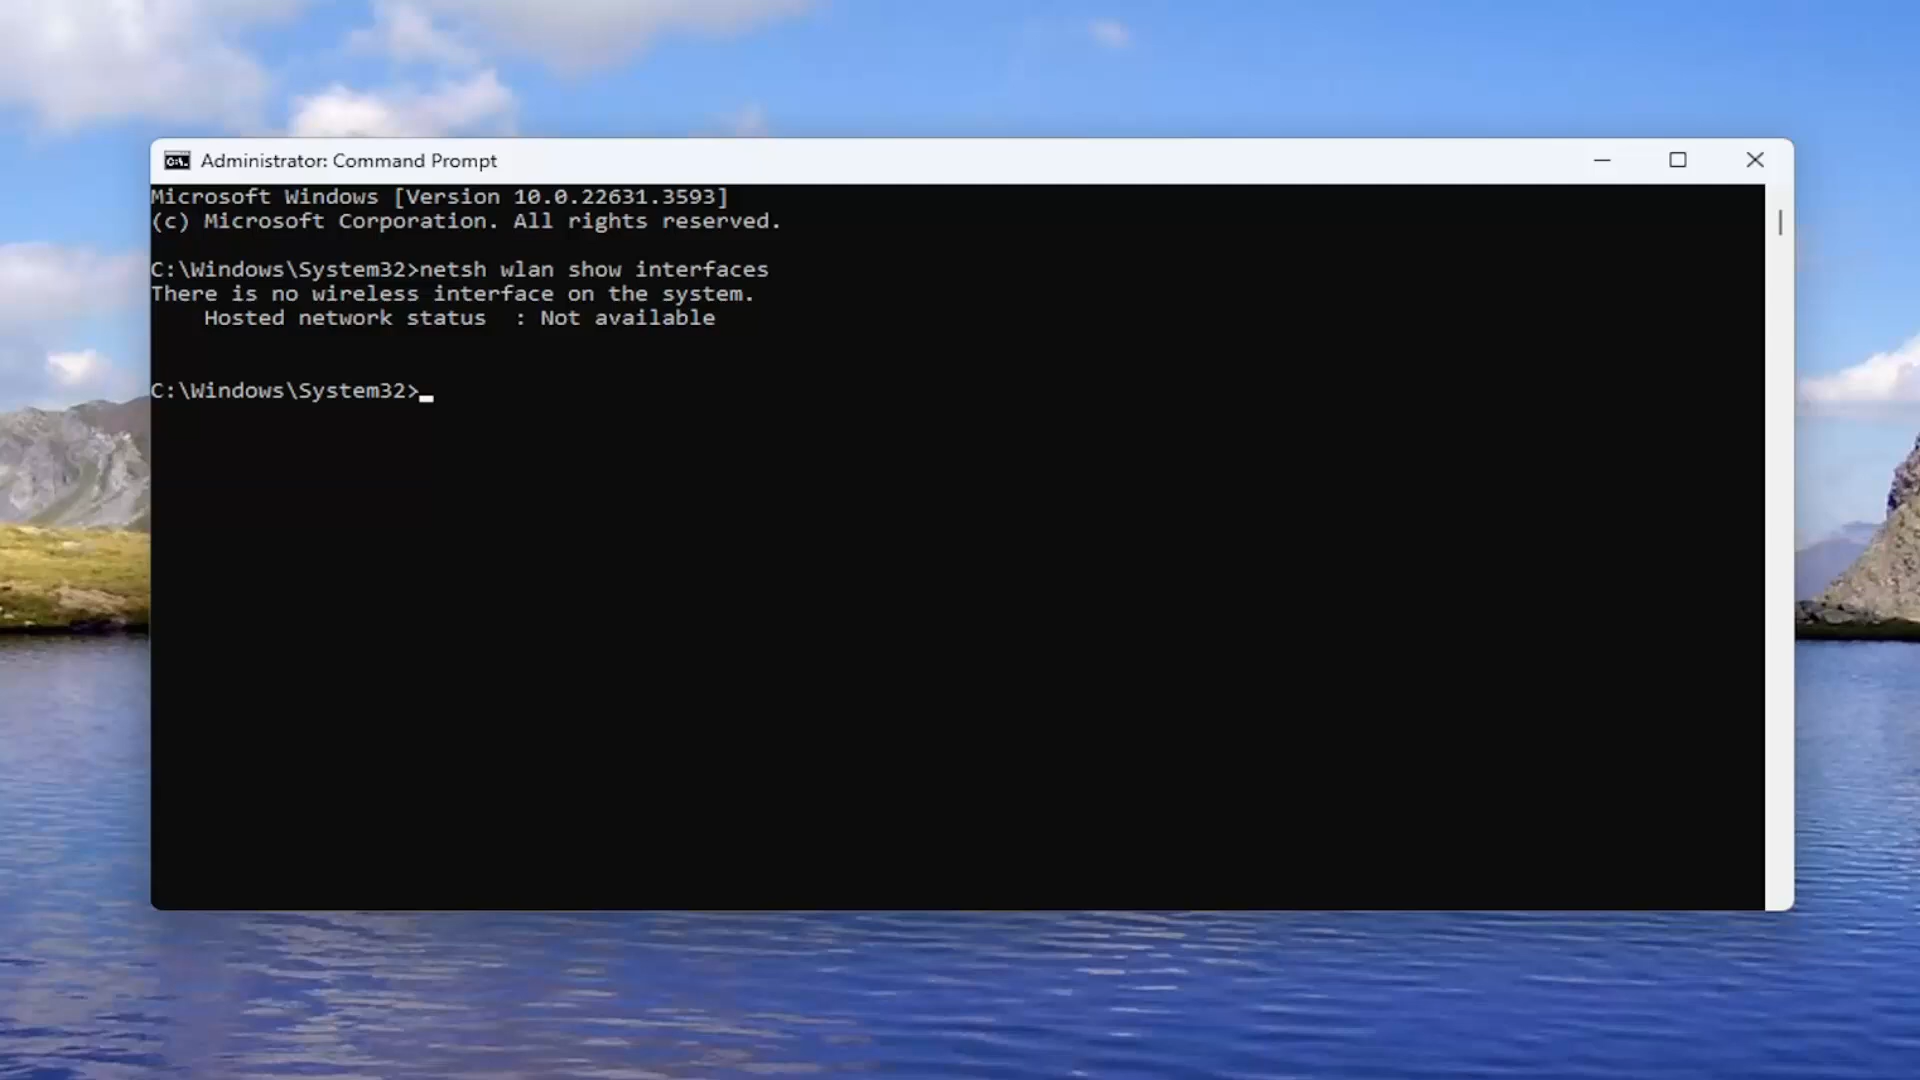 Administrator: Command Prompt
Microsoft Windows [Version 10.0.22631.3593]
(c) Microsoft Corporation. All rights reserved.
C:\Windows\System32>netsh wlan show interfaces
There is no wireless interface on the system.
    Hosted network status  : Not available
C:\Windows\System32>